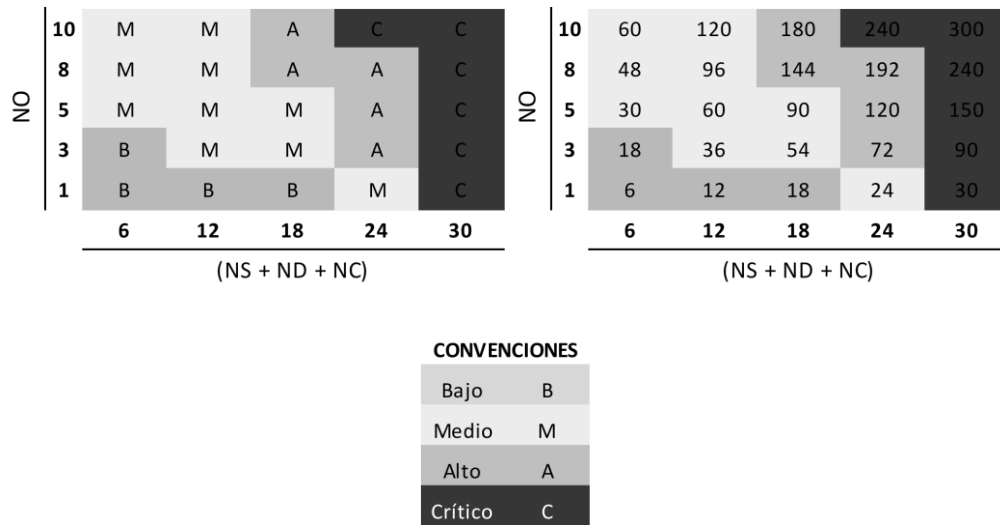 10 M M A C C
8 M M A A C
NO
5 M M M A C
3 B M M A C
1 B B B M C
6 12 18 24 30
(NS + ND + NC)
10 60 120 180 240 300
8 48 96 144 192 240
NO
5 30 60 90 120 150
3 18 36 54 72 90
1 6 12 18 24 30
6 12 18 24 30
(NS + ND + NC)
CONVENCIONES
Bajo B
Medio M
Alto A
Crítico C